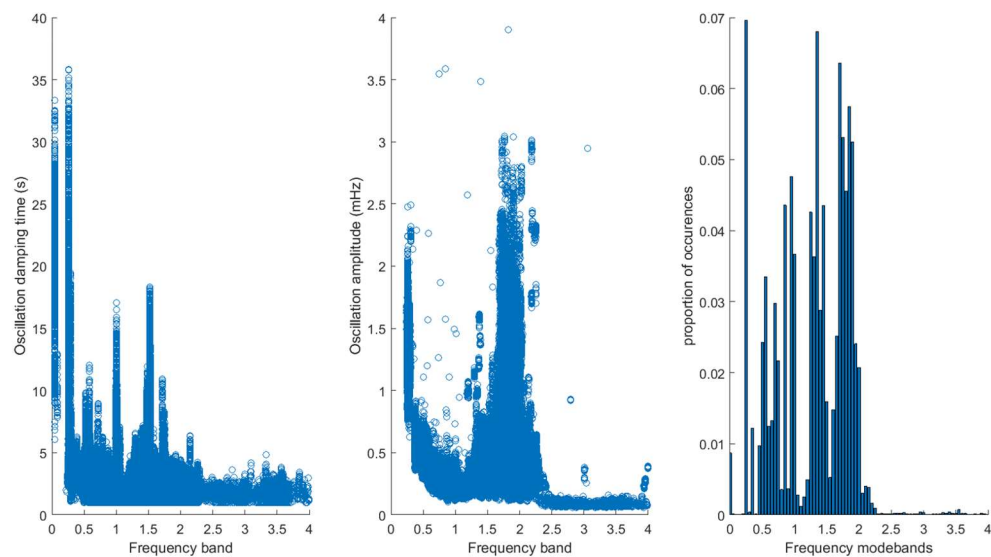 Oscillation damping time (s)
40
35
30
25
20
15
10
5
0
0 0.5 1 1.5 2 2.5 3 3.5 4
Frequency band
Oscillation amplitude (mHz)
4
3.5
3
2.5
2
1.5
1
0.5
0
0 0.5 1 1.5 2 2.5 3 3.5 4
Frequency band
proportion of occurences
0.07
0.06
0.05
0.04
0.03
0.02
0.01
0
0 0.5 1 1.5 2 2.5 3 3.5 4
Frequency modebands